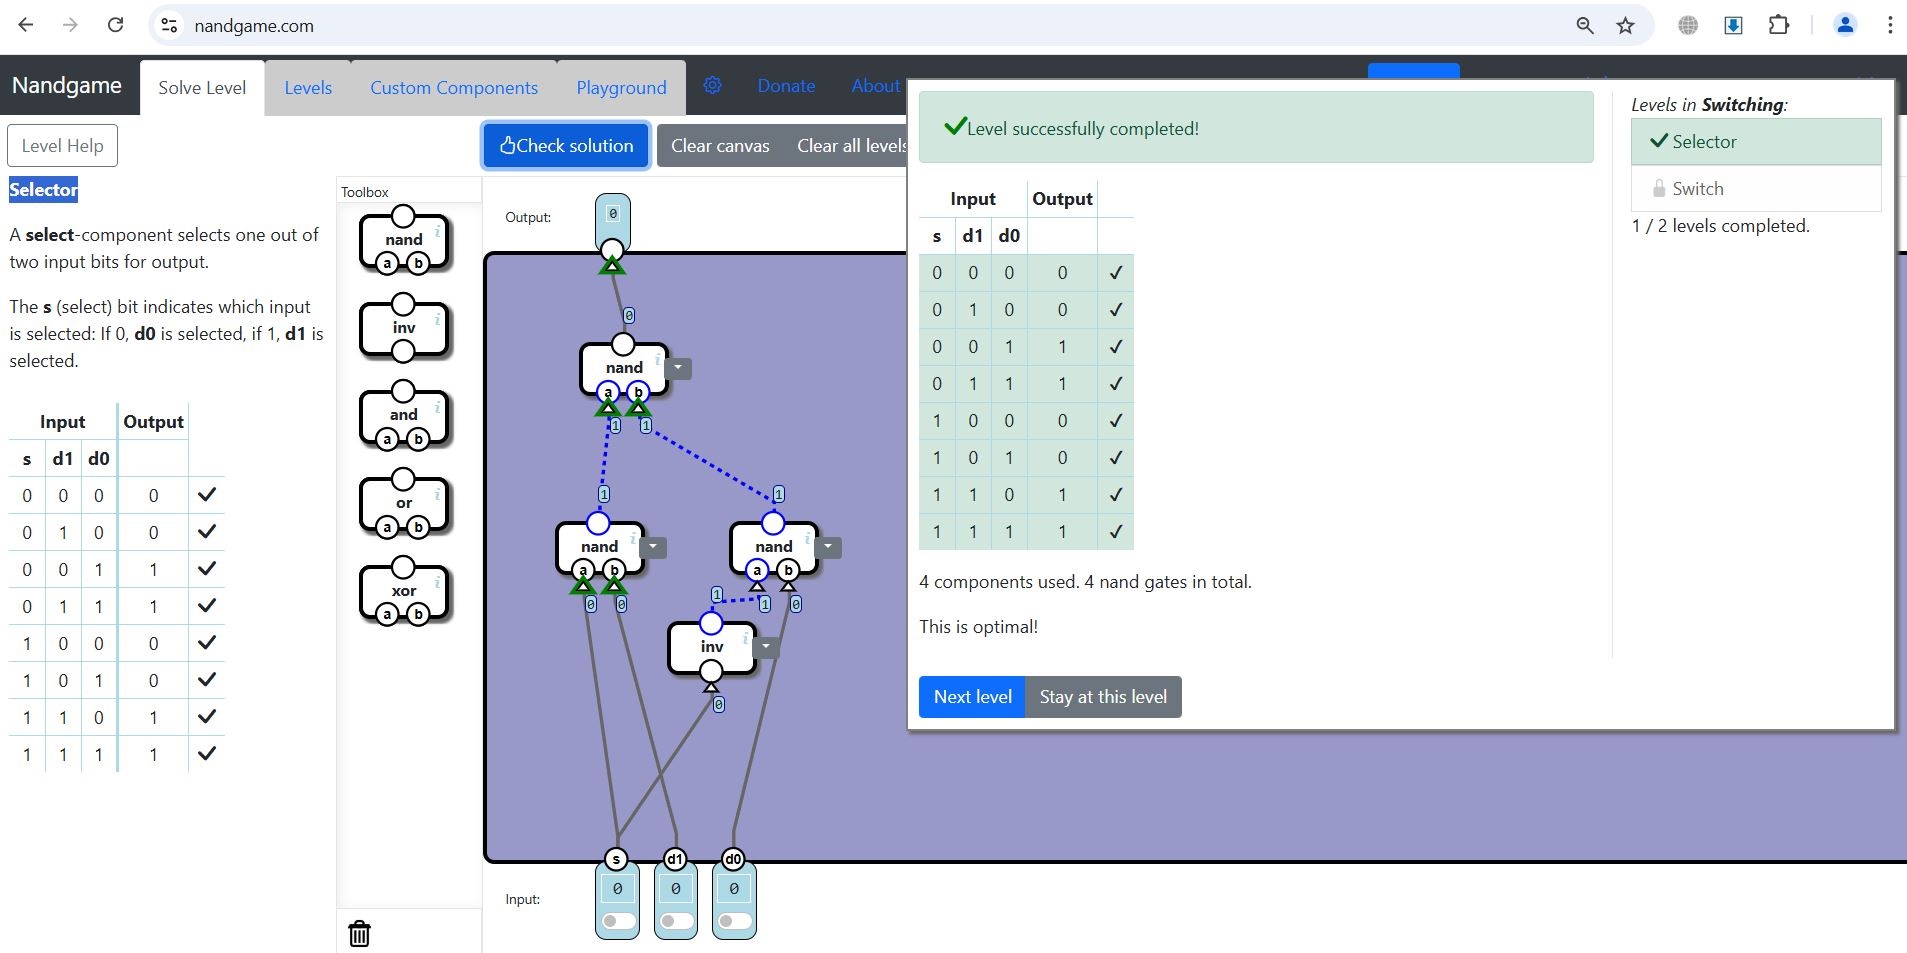 nandgame.com
Nandgame
Solve Level
Levels
Custom Components
Playground
Donate
About
Level Help
Check solution
Clear canvas
Clear all levels
Selector
A select-component selects one out of
two input bits for output.
The s (select) bit indicates which input
is selected: If 0, d0 is selected, if 1, d1 is
selected.
Input Output
s d1 d0
0 0 0 0 ✓
0 1 0 0 ✓
0 0 1 1 ✓
0 1 1 1 ✓
1 0 0 0 ✓
1 0 1 0 ✓
1 1 0 1 ✓
1 1 1 1 ✓
Toolbox
nand
a b
inv
and
a b
or
a b
xor
a b
Output:
0
0
nand
a b
1 1
1 1
nand nand
a b a b
0 0 1 1 0
inv
0
s d1 d0
Input:
0 0 0
Level successfully completed!
Input Output
s d1 d0
0 0 0 0 ✓
0 1 0 0 ✓
0 0 1 1 ✓
0 1 1 1 ✓
1 0 0 0 ✓
1 0 1 0 ✓
1 1 0 1 ✓
1 1 1 1 ✓
4 components used. 4 nand gates in total.
This is optimal!
Next level
Stay at this level
Levels in Switching:
Selector
Switch
1 / 2 levels completed.